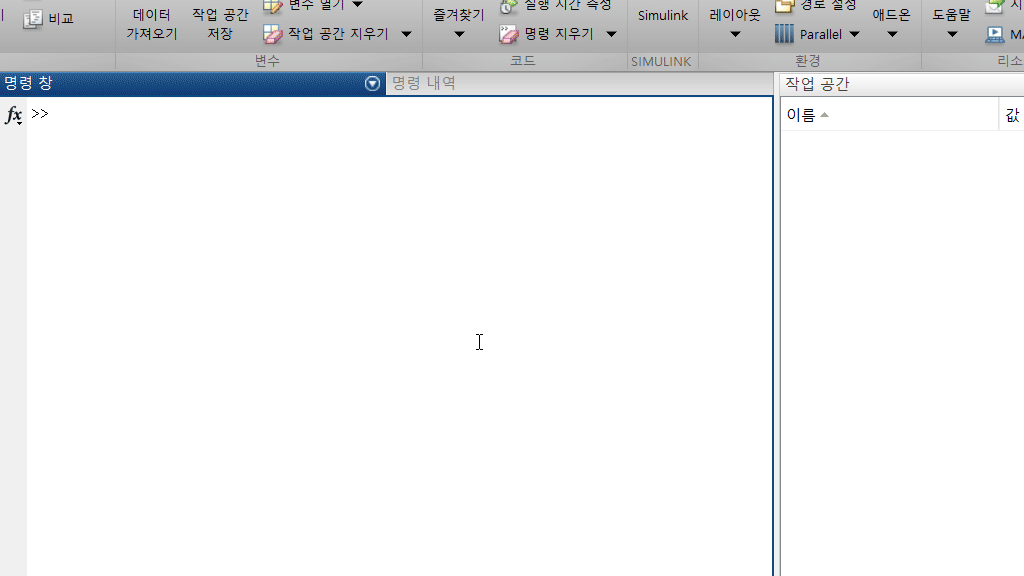 비교
데이터
가져오기
작업 공간
저장
변수 열기
작업 공간 지우기
변수
즐겨찾기
실행 시간 측정
명령 지우기
코드
Simulink
SIMULINK
레이아웃
경로 설정
Parallel
환경
애드온
도움말
리소
명령 창
명령 내역
작업 공간
fx >>
이름
값